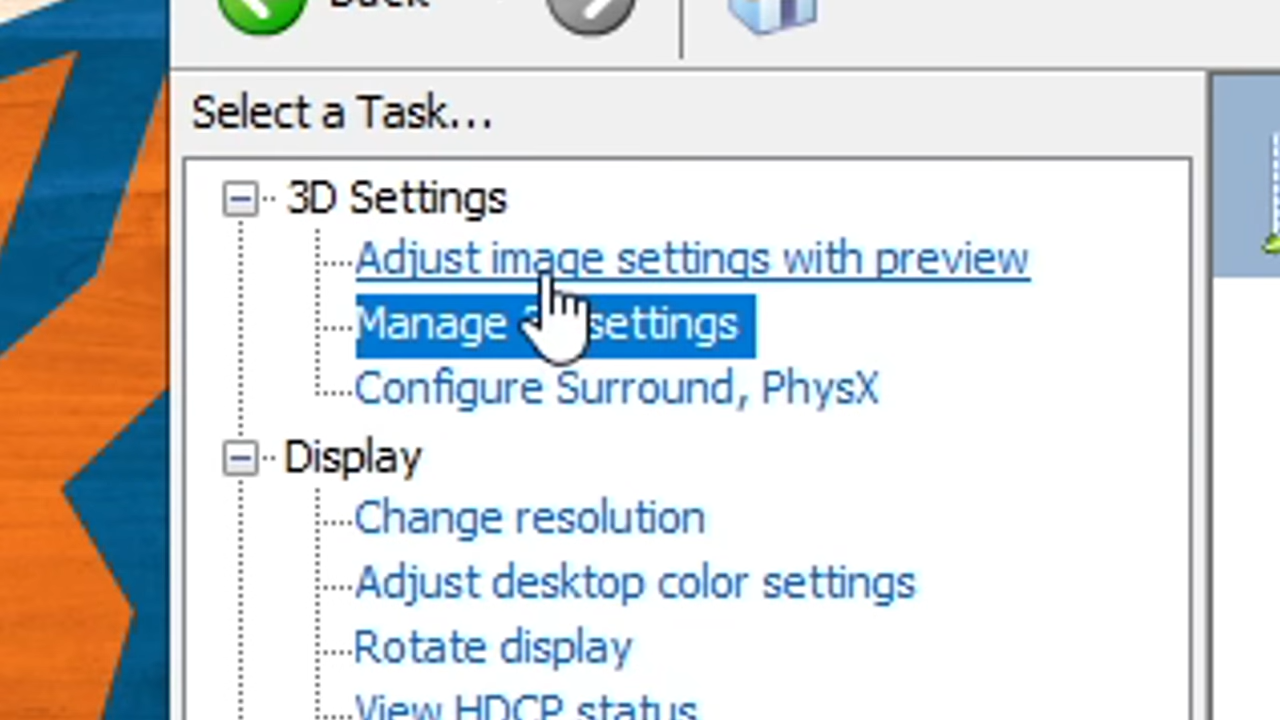 Back
Select a Task...
3D Settings
Adjust image settings with preview
Manage settings
Configure Surround, PhysX
Display
Change resolution
Adjust desktop color settings
Rotate display
View HDCP status